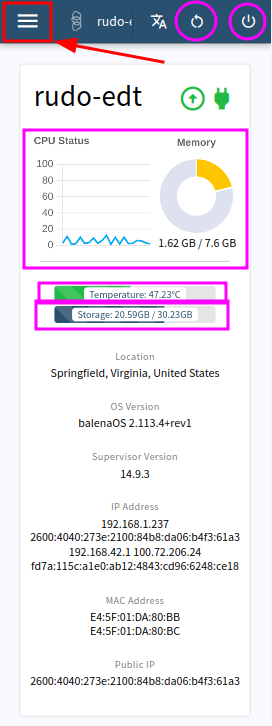 rudo-e
rudo-edt
CPU Status
Memory
100
80
60
40
20
0
1.62 GB / 7.6 GB
Temperature: 47.23°C
Storage: 20.59GB / 30.23GB
Location
Springfield, Virginia, United States
OS Version
balenaOS 2.113.4+rev1
Supervisor Version
14.9.3
IP Address
192.168.1.237
2600:4040:273e:2100:84b8:da06:b4f3:61a3
192.168.42.1 100.72.206.24
fd7a:115c:a1e0:ab12:4843:cd96:6248:ce18
MAC Address
E4:5F:01:DA:80:BB
E4:5F:01:DA:80:BC
Public IP
2600:4040:273e:2100:84b8:da06:b4f3:61a3